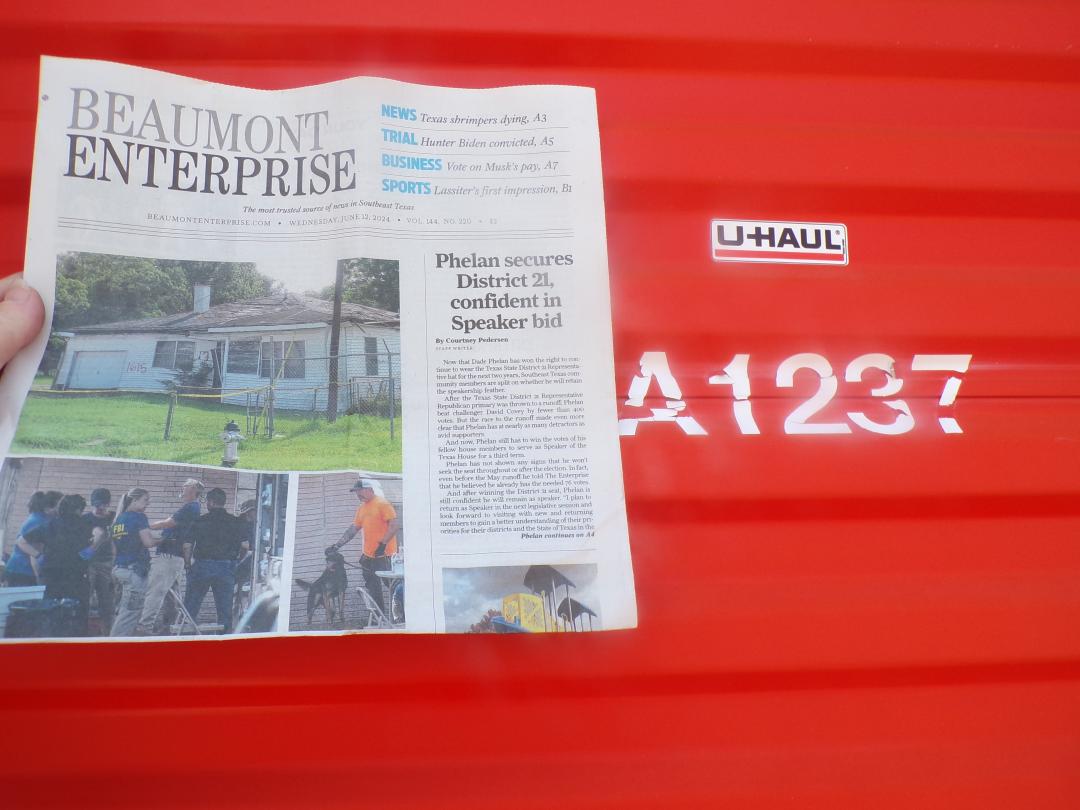 BEAUMONT
ENTERPRISE
NEWS Texas shrimpers dying, A3
TRIAL Hunter Biden convicted, A5
BUSINESS Vote on Musk's pay, A7
SPORTS Lassiter's first impression, B1
The most trusted source of news in Southeast Texas
BEAUMONTENTERPRISE.COM • WEDNESDAY, JUNE 12, 2024 • VOL. 144, NO. 220 • $3
Phelan secures
District 21,
confident in
Speaker bid
By Courtney Pedersen
STAFF WRITER
Now that Dade Phelan has won the right to con-
tinue to wear the Texas State District 21 Representa-
tive hat for the next two years, Southeast Texas com-
munity members are split on whether he will retain
the speakership feather.
After the Texas State District 21 Representative
Republican primary was thrown to a runoff, Phelan
beat challenger David Covey by fewer than 400
votes. But the race to the runoff made even more
clear that Phelan has at nearly as many detractors as
avid supporters.
And now, Phelan still has to win the votes of his
fellow house members to serve as Speaker of the
Texas House for a third term.
Phelan has not shown any signs that he won't
seek the seat throughout or after the election. In fact,
even before the May runoff he told The Enterprise
that he believed he already has the needed 76 votes.
And after winning the District 21 seat, Phelan is
still confident he will remain as speaker. "I plan to
return as Speaker in the next legislative session and
look forward to visiting with new and returning
members to gain a better understanding of their pri-
orities for their districts and the State of Texas in the
Phelan continues on A4
FBI
U-HAUL®
A1237